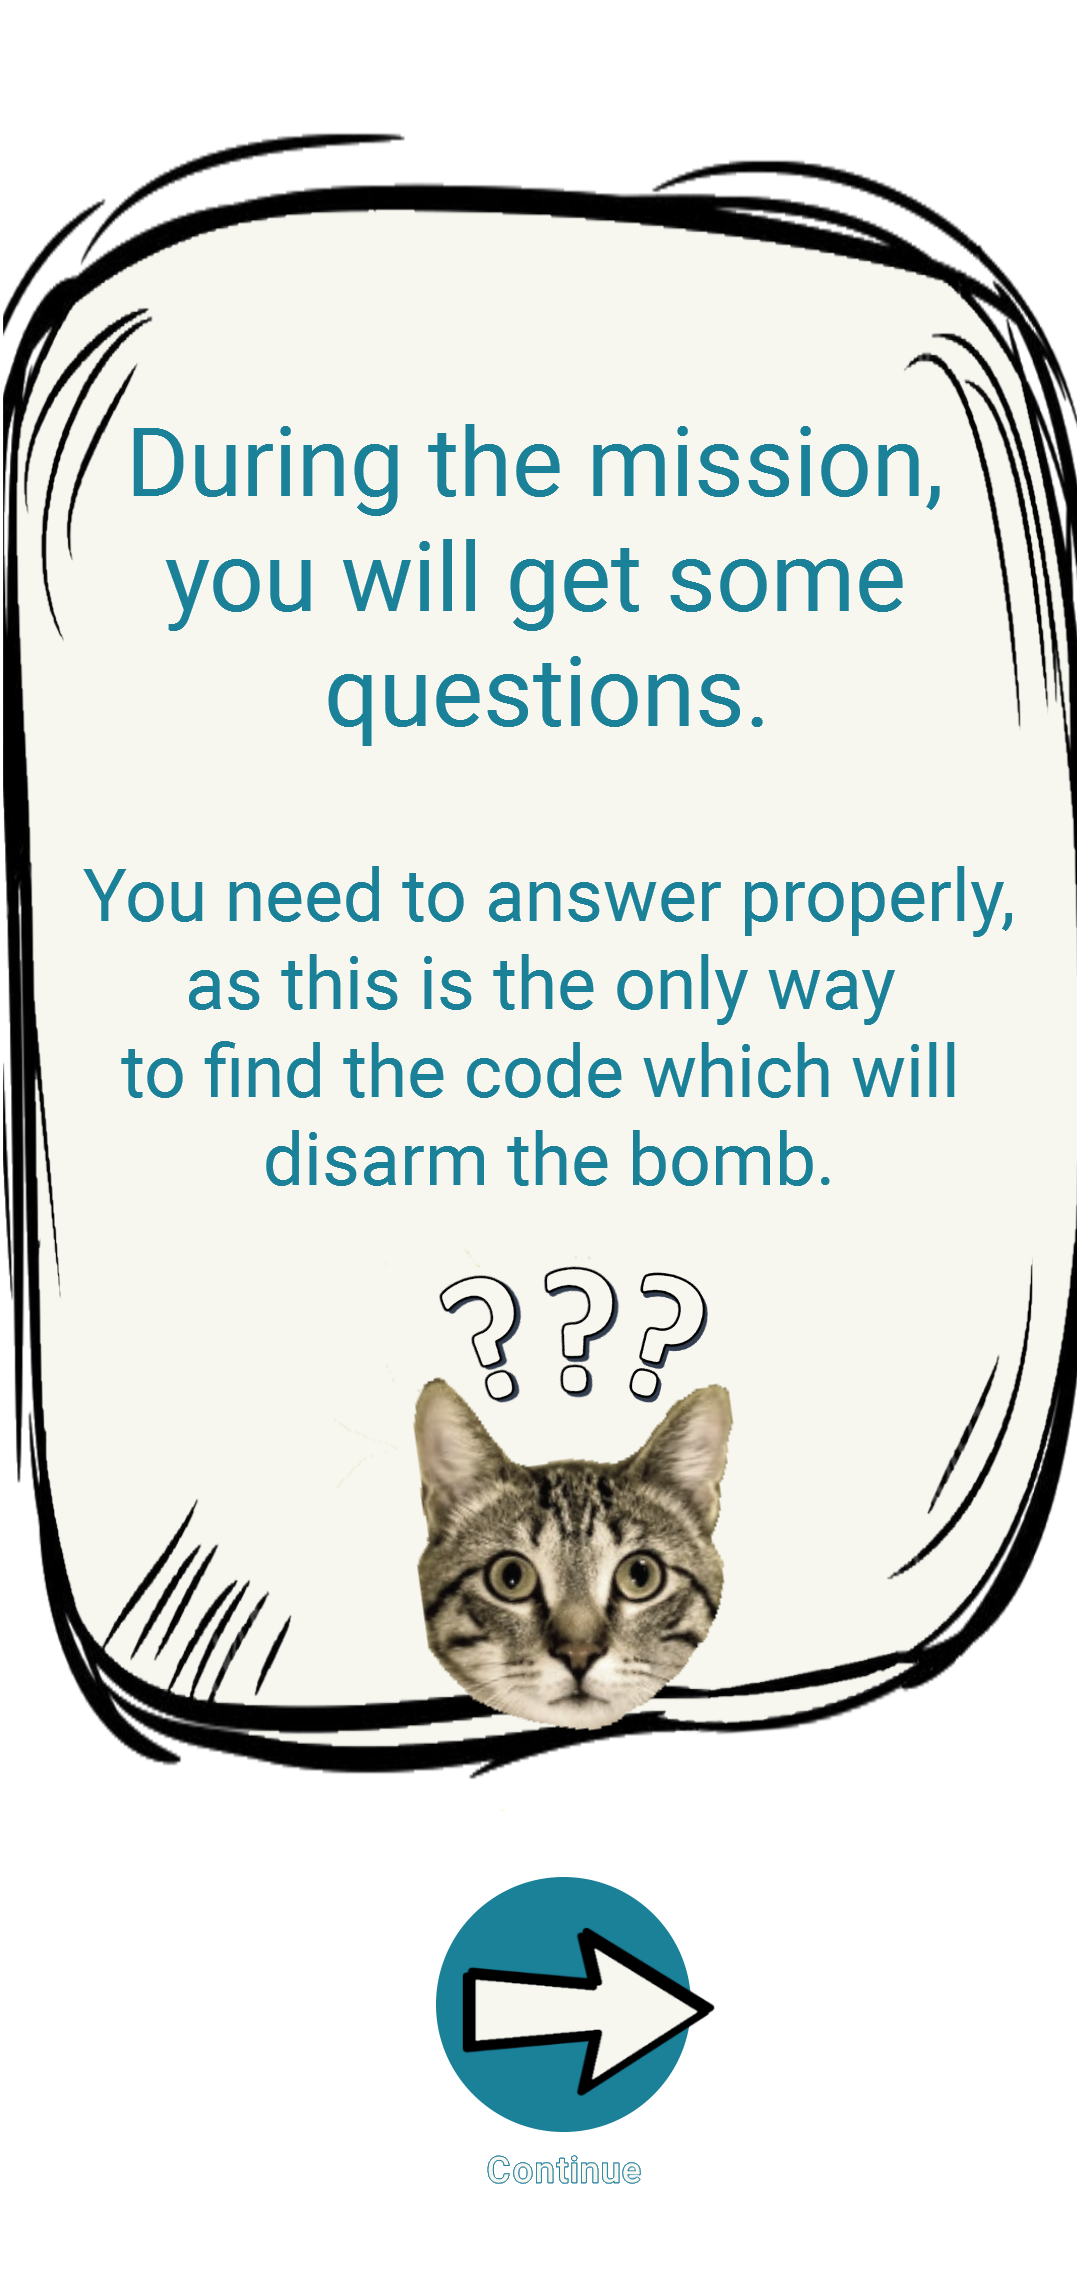 During the mission,
you will get some
questions.
You need to answer properly,
as this is the only way
to find the code which will
disarm the bomb.
???
Continue